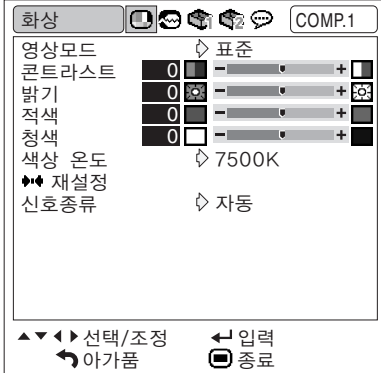 화상 COMP.1
영상모드 표준
콘트라스트 0 - +
밝기 0 - +
적색 0 - +
청색 0 - +
색상 온도 7500K
재설정
신호종류 자동
선택/조정 입력
아가품 종료